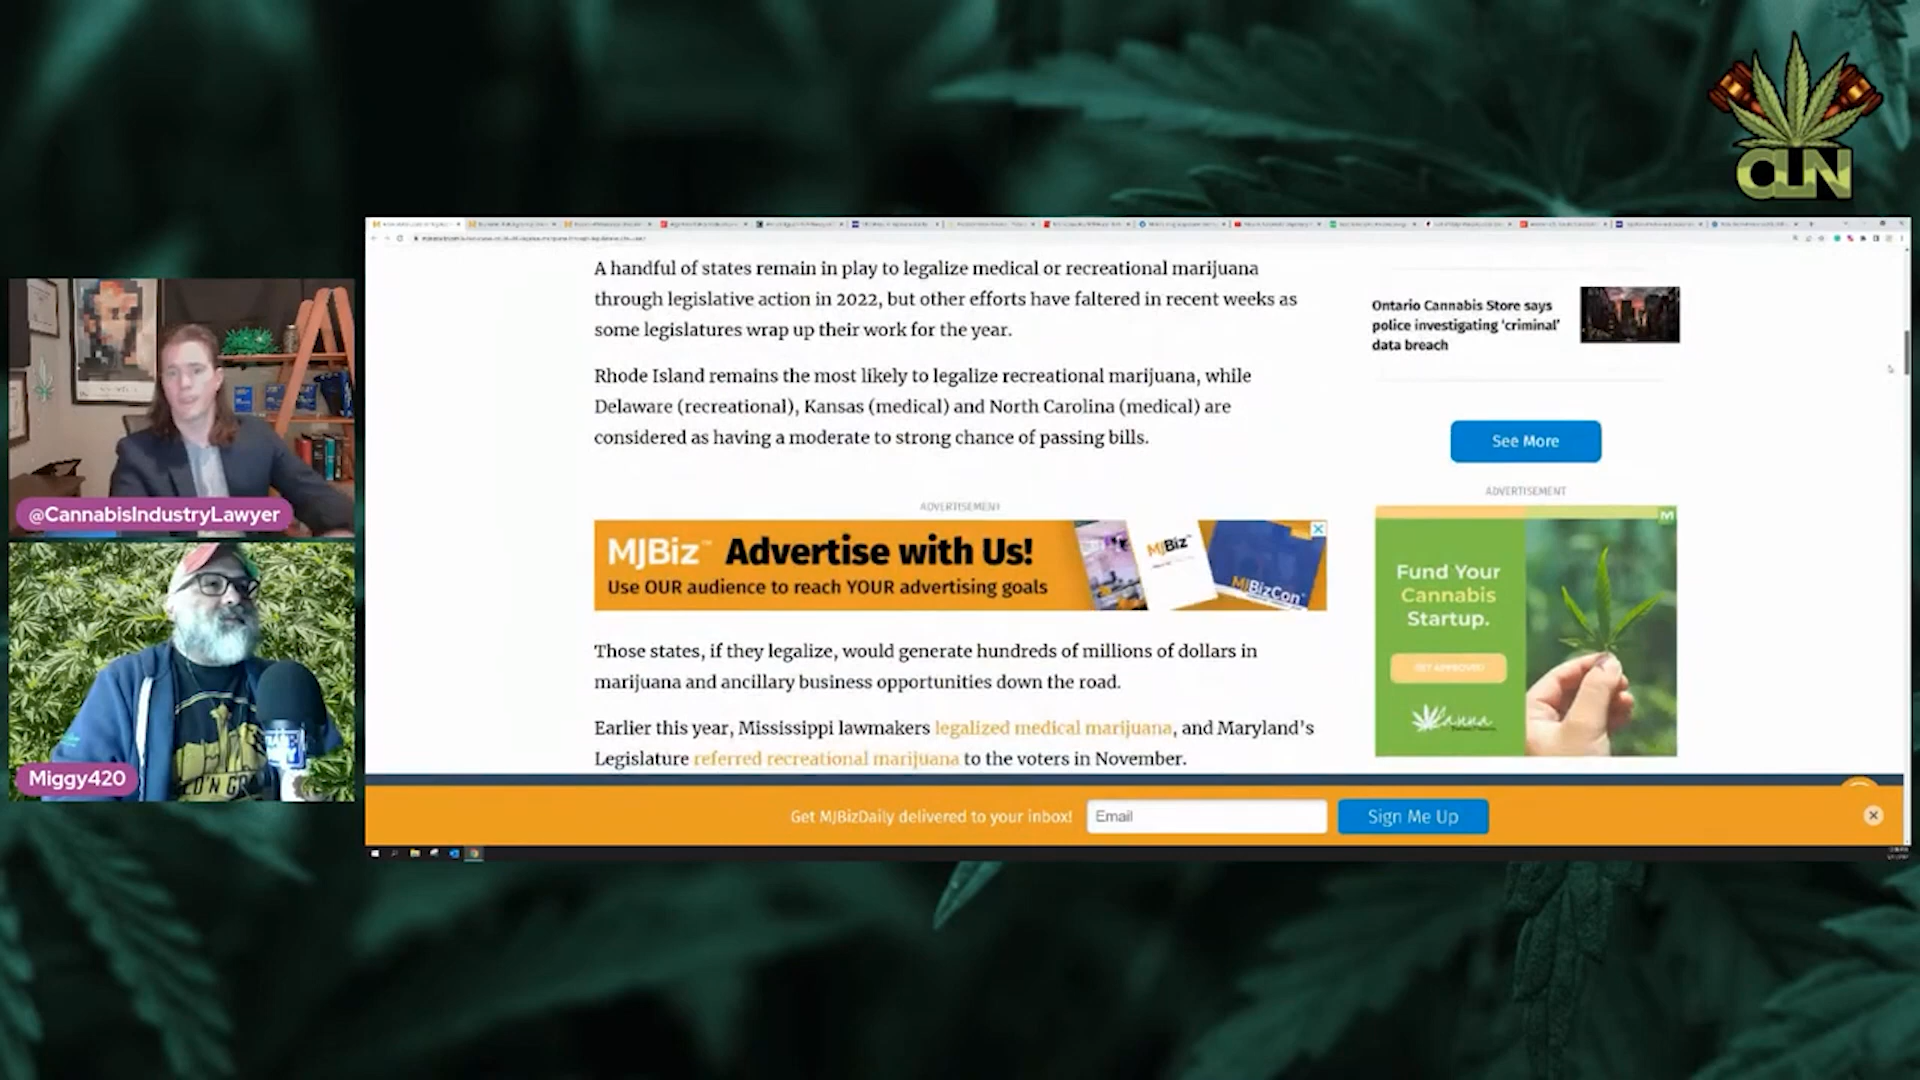 CLN
@CannabisIndustryLawyer
Miggy420
A handful of states remain in play to legalize medical or recreational marijuana
through legislative action in 2022, but other efforts have faltered in recent weeks as
some legislatures wrap up their work for the year.
Rhode Island remains the most likely to legalize recreational marijuana, while
Delaware (recreational), Kansas (medical) and North Carolina (medical) are
considered as having a moderate to strong chance of passing bills.
ADVERTISEMENT
MJBiz™ Advertise with Us!
Use OUR audience to reach YOUR advertising goals
MJBiz
MJBizCon
Those states, if they legalize, would generate hundreds of millions of dollars in
marijuana and ancillary business opportunities down the road.
Earlier this year, Mississippi lawmakers legalized medical marijuana, and Maryland's
Legislature referred recreational marijuana to the voters in November.
Ontario Cannabis Store says
police investigating ‘criminal’
data breach
See More
ADVERTISEMENT
Fund Your
Cannabis
Startup.
GET APPROVED
Get MJBizDaily delivered to your inbox!
Email
Sign Me Up